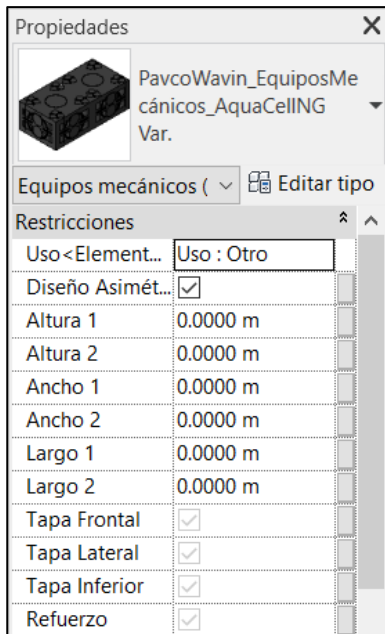 Propiedades
PavcoWavin_EquiposMe
cánicos_AquaCellNG
Var.
Equipos mecánicos (
Editar tipo
Restricciones
Uso<Element... Uso : Otro
Diseño Asimét...
Altura 1 0.0000 m
Altura 2 0.0000 m
Ancho 1 0.0000 m
Ancho 2 0.0000 m
Largo 1 0.0000 m
Largo 2 0.0000 m
Tapa Frontal
Tapa Lateral
Tapa Inferior
Refuerzo